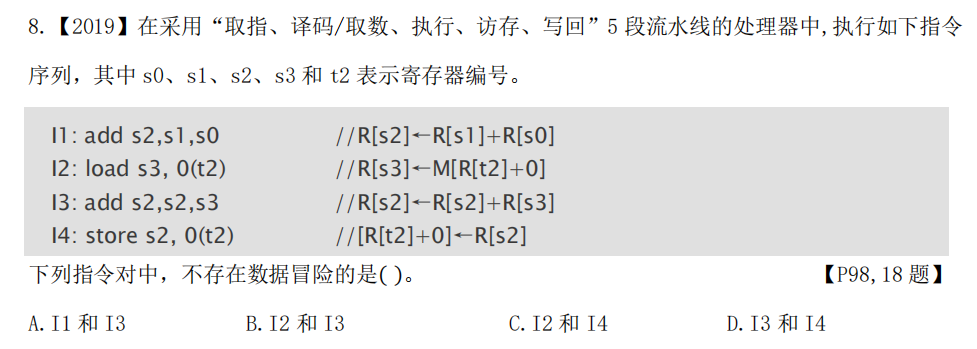 8.【2019】在采用“取指、译码/取数、执行、访存、写回”5 段流水线的处理器中,执行如下指令
序列，其中 s0、s1、s2、s3 和 t2 表示寄存器编号。
I1: add s2,s1,s0 //R[s2]←R[s1]+R[s0]
I2: load s3, 0(t2) //R[s3]←M[R[t2]+0]
I3: add s2,s2,s3 //R[s2]←R[s2]+R[s3]
I4: store s2, 0(t2) //[R[t2]+0]←R[s2]
下列指令对中，不存在数据冒险的是( )。 【P98,18 题】
A.I1 和 I3 B.I2 和 I3 C.I2 和 I4 D.I3 和 I4